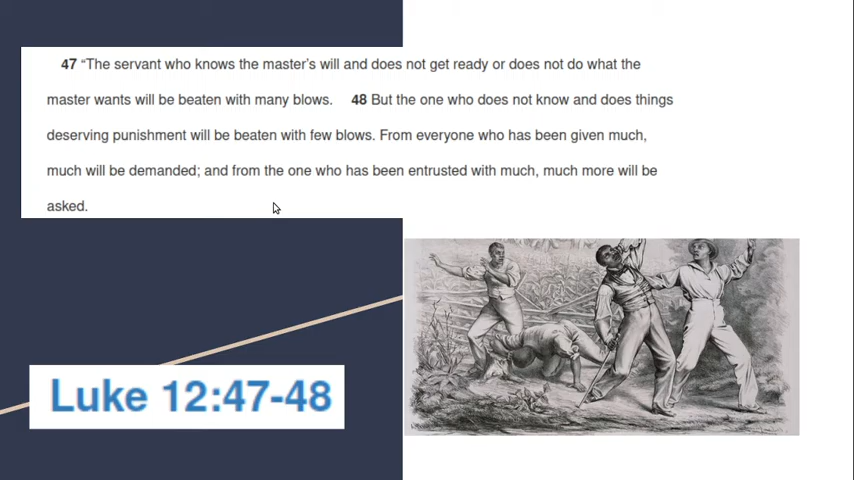 47 “The servant who knows the master’s will and does not get ready or does not do what the
master wants will be beaten with many blows. 48 But the one who does not know and does things
deserving punishment will be beaten with few blows. From everyone who has been given much,
much will be demanded; and from the one who has been entrusted with much, much more will be
asked.
Luke 12:47-48